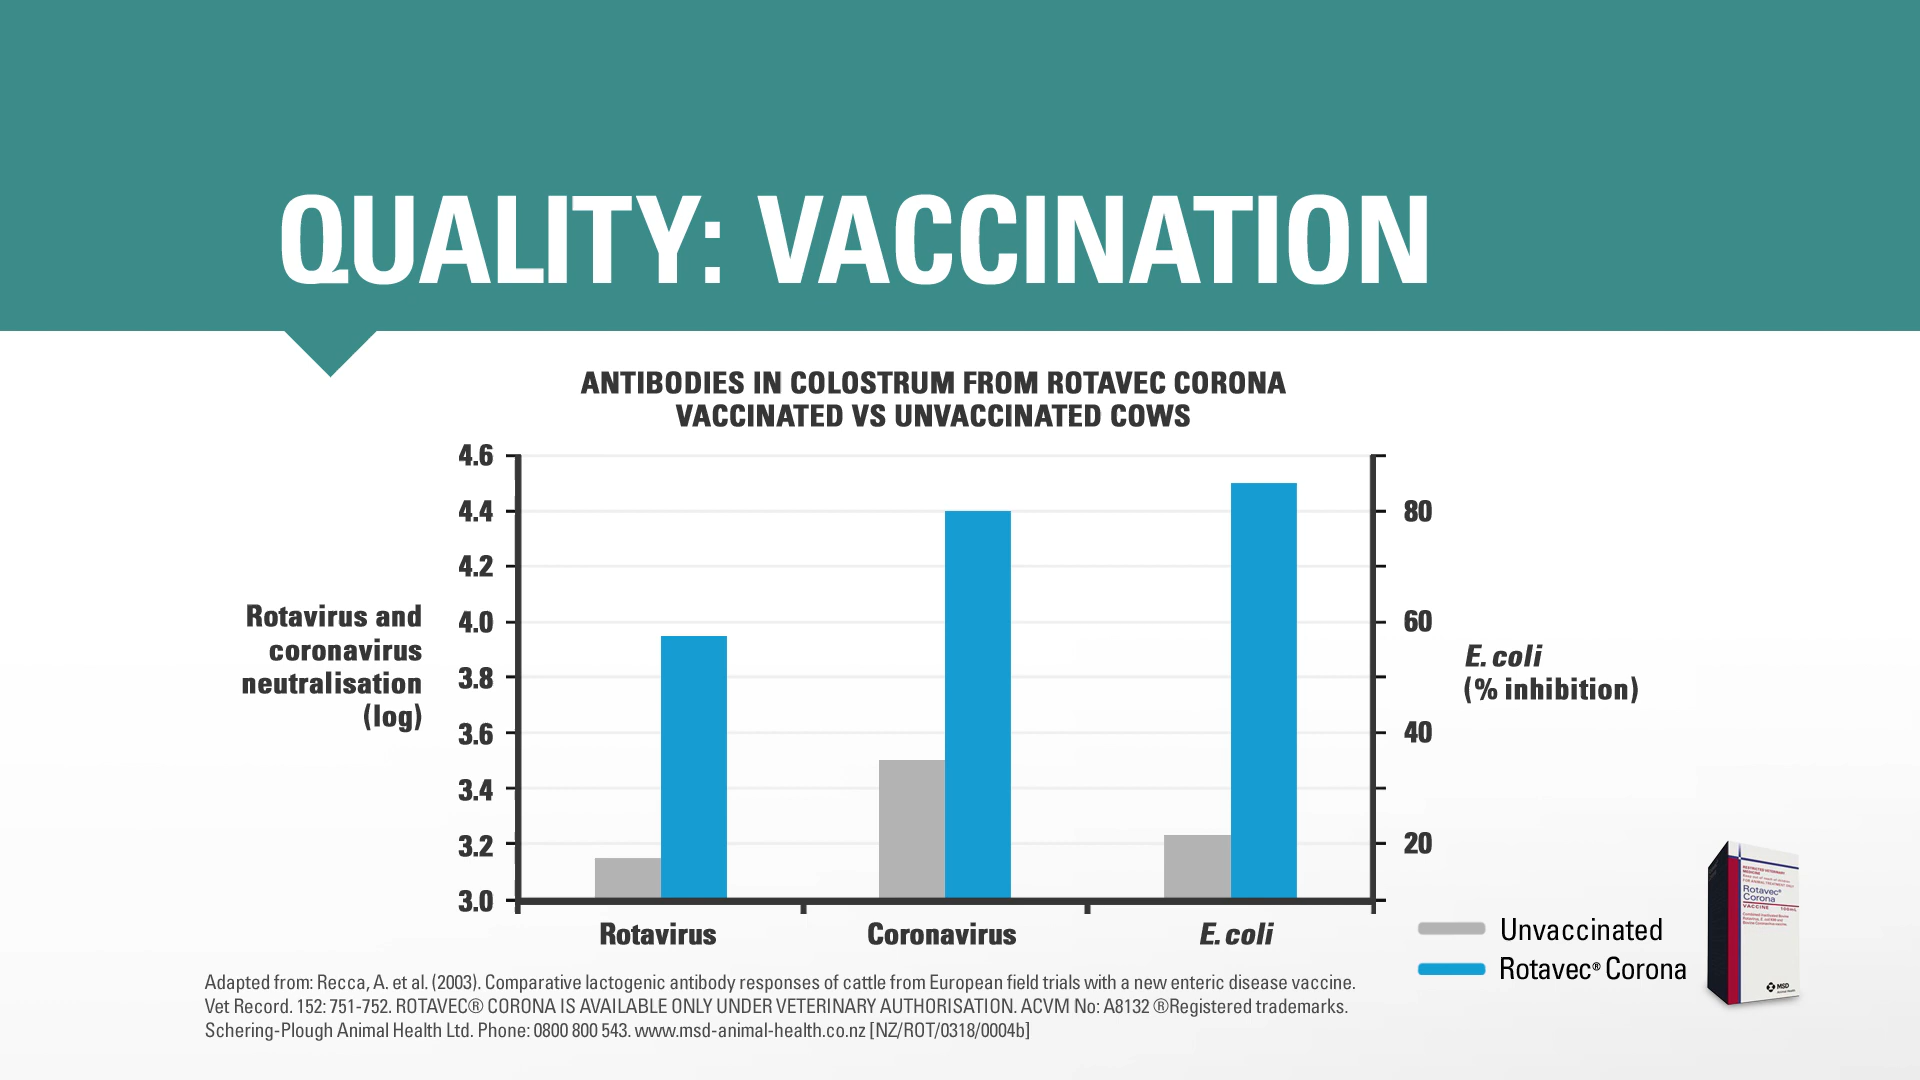 QUALITY: VACCINATION
ANTIBODIES IN COLOSTRUM FROM ROTAVEC CORONA
VACCINATED VS UNVACCINATED COWS
4.6
4.4
4.2
4.0
3.8
3.6
3.4
3.2
3.0
Rotavirus and
coronavirus
neutralisation
(log)
80
60
40
20
E. coli
(% inhibition)
Rotavirus
Coronavirus
E. coli
Unvaccinated
Rotavec® Corona
Rotavec®
Corona
VACCINE
MSD
Adapted from: Recca, A. et al. (2003). Comparative lactogenic antibody responses of cattle from European field trials with a new enteric disease vaccine.
Vet Record. 152: 751-752. ROTAVEC® CORONA IS AVAILABLE ONLY UNDER VETERINARY AUTHORISATION. ACVM No: A8132 ®Registered trademarks.
Schering-Plough Animal Health Ltd. Phone: 0800 800 543. www.msd-animal-health.co.nz [NZ/ROT/0318/0004b]